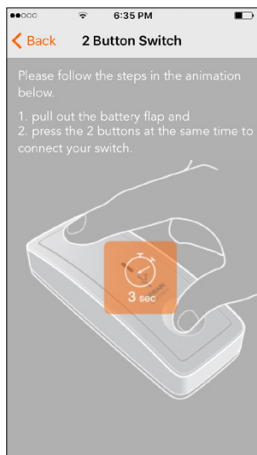 6:35 PM
Back
2 Button Switch
Please follow the steps in the animation
below.
1. pull out the battery flap and
2. press the 2 buttons at the same time to
connect your switch.
3 sec